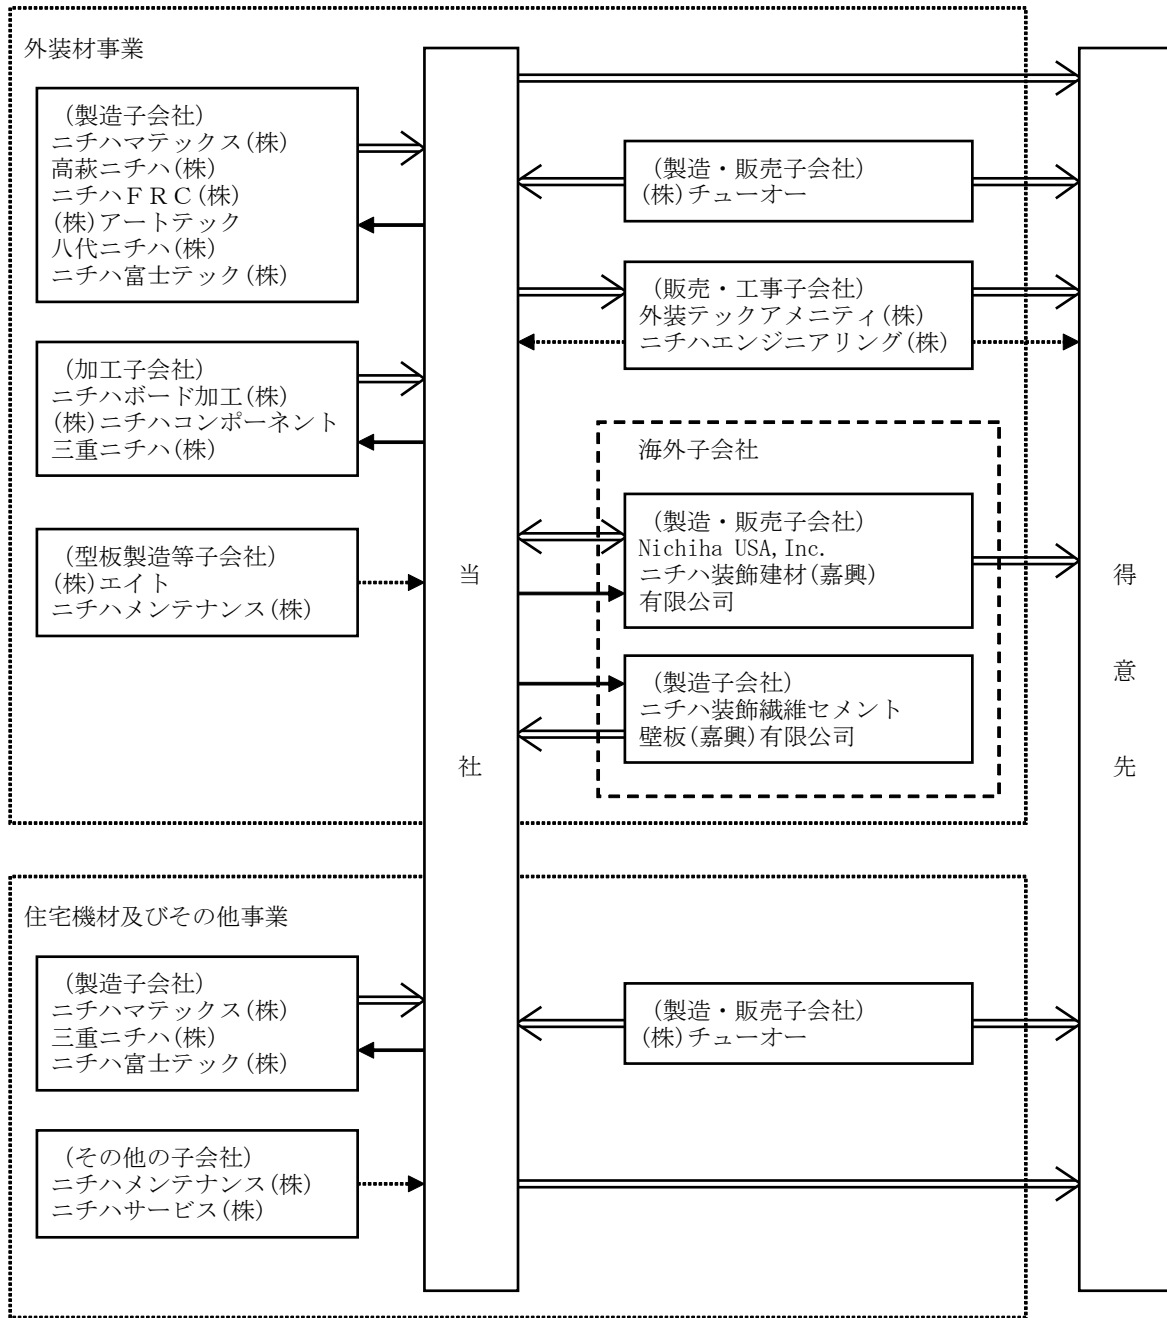 外装材事業
(製造子会社)
ニチハマテックス(株)
高萩ニチハ(株)
ニチハＦＲＣ(株)
(株)アートテック
八代ニチハ(株)
ニチハ富士テック(株)
(加工子会社)
ニチハボード加工(株)
(株)ニチハコンポーネント
三重ニチハ(株)
(型板製造等子会社)
(株)エイト
ニチハメンテナンス(株)
当
社
(製造・販売子会社)
(株)チューオー
(販売・工事子会社)
外装テックアメニティ(株)
ニチハエンジニアリング(株)
海外子会社
(製造・販売子会社)
Nichiha USA,Inc.
ニチハ装飾建材(嘉興)
有限公司
(製造子会社)
ニチハ装飾繊維セメント
壁板(嘉興)有限公司
得
意
先
住宅機材及びその他事業
(製造子会社)
ニチハマテックス(株)
三重ニチハ(株)
ニチハ富士テック(株)
(その他の子会社)
ニチハメンテナンス(株)
ニチハサービス(株)
(製造・販売子会社)
(株)チューオー